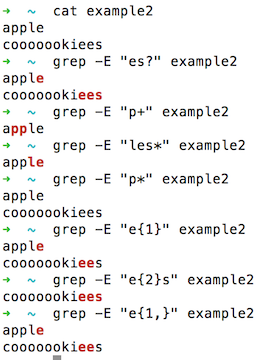 ➜ ~ cat example2
apple
cooooookiees
➜ ~ grep -E "es?" example2
apple
cooooookiees
➜ ~ grep -E "p+" example2
apple
➜ ~ grep -E "les*" example2
apple
➜ ~ grep -E "p*" example2
apple
cooooookiees
➜ ~ grep -E "e{1}" example2
apple
cooooookiees
➜ ~ grep -E "e{2}s" example2
cooooookiees
➜ ~ grep -E "e{1,}" example2
apple
cooooookiees